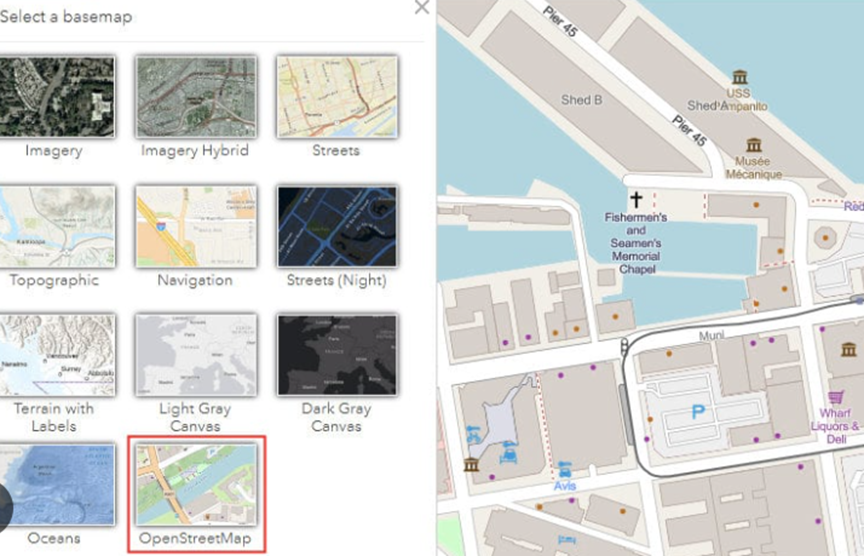 Select a basemap
Imagery
Imagery Hybrid
Streets
Topographic
Navigation
Streets (Night)
Terrain with
Labels
Light Gray
Canvas
Dark Gray
Canvas
Oceans
OpenStreetMap
Pier 45
Shed B
Shed A
Pier 45
USS
Musée
Mécanique
Red
Fishermen's
and
Seamen's
Memorial
Chapel
Muni
P
Wharf
Liquors &
Deli
Avis